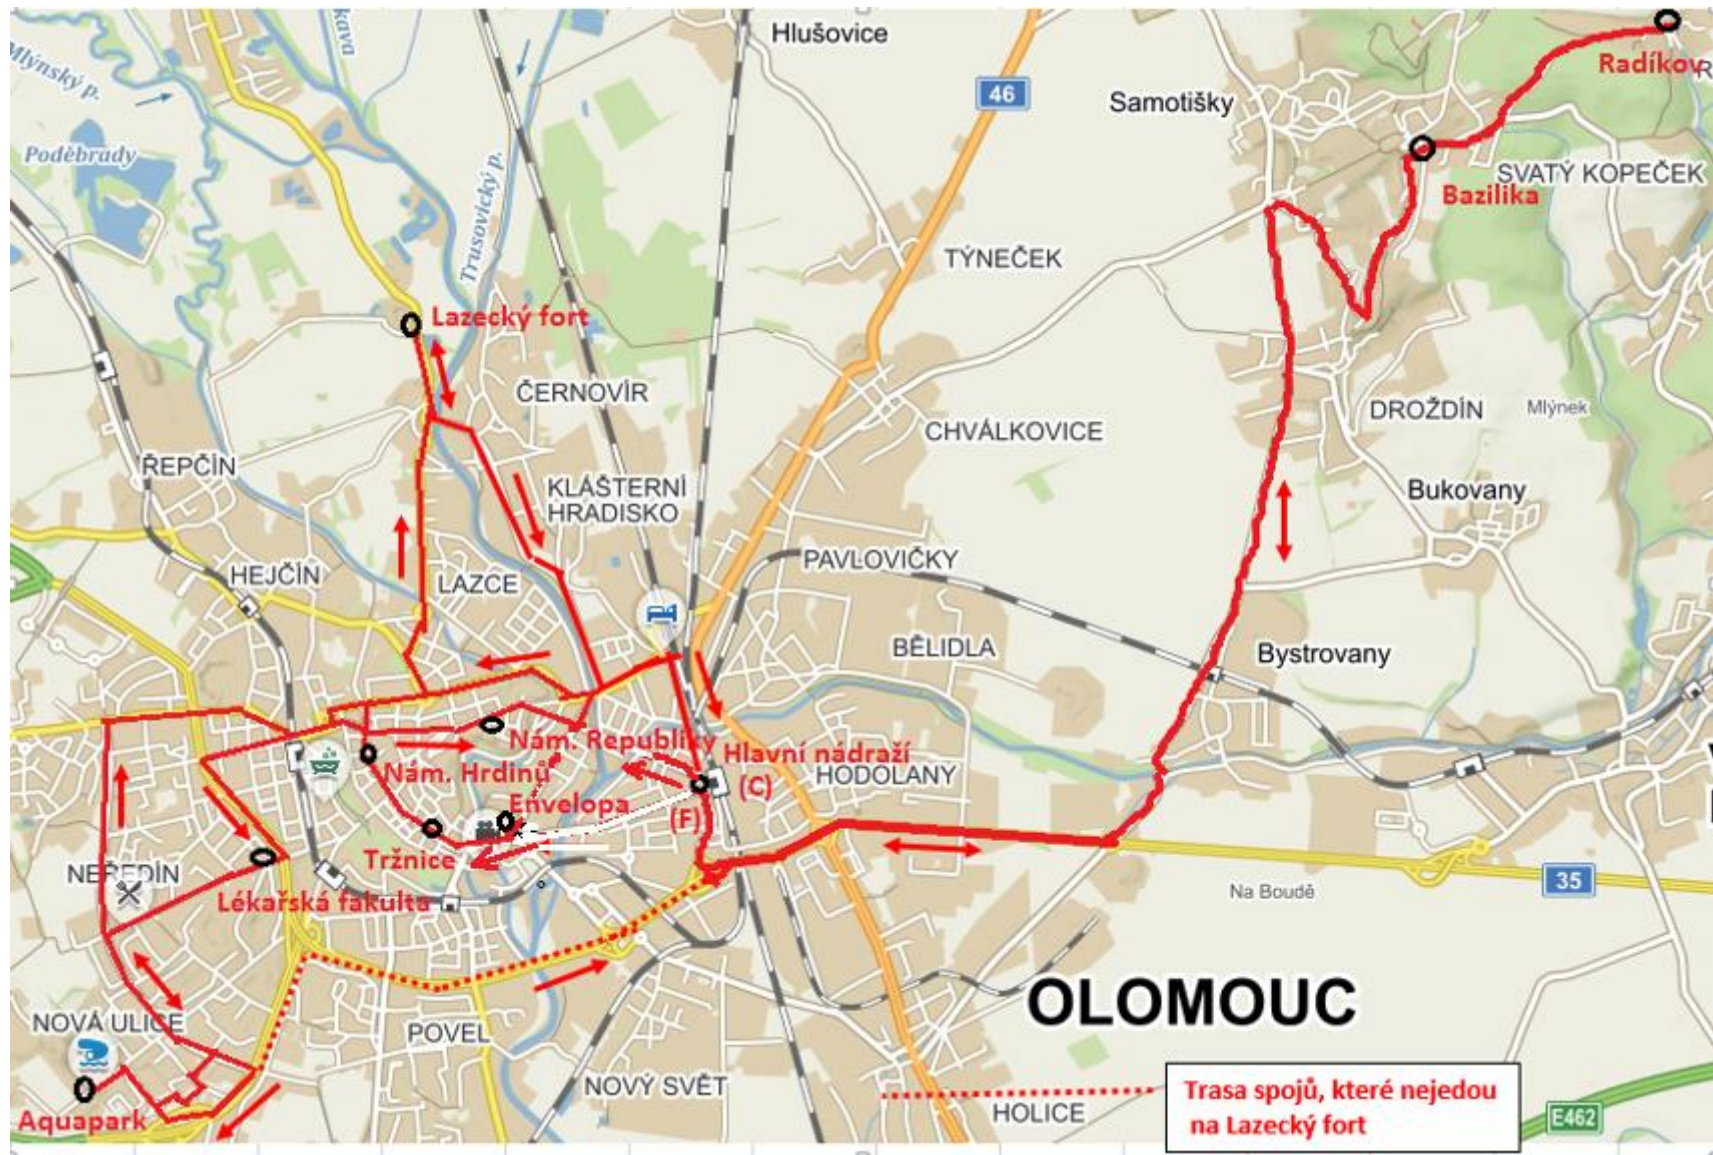 Hlušovice
46
kava
Mlýnský p.
Radíkov
Samotišky
Poděbrady
Trusovický p.
SVATÝ KOPEČEK
Bazilika
TÝNEČEK
Lazecký fort
ČERNOVÍR
DROŽDÍN
Mlýnek
CHVÁLKOVICE
ŘEPČÍN
KLÁŠTERNÍ
HRADISKO
Bukovany
PAVLOVIČKY
HEJČÍN
LAZCE
BĚLIDLA
Bystrovany
Nám. Republiky
Hlavní nádraží
(C)
HODOLANY
Nám. Hrdinů
Envelopa
(F)
Tržnice
NEŘEDÍN
35
Na Boudě
Lékařská fakulta
OLOMOUC
NOVÁ ULICE
POVEL
NOVÝ SVĚT
HOLICE
Aquapark
Trasa spojů, které nejedou
na Lazecký fort
E462